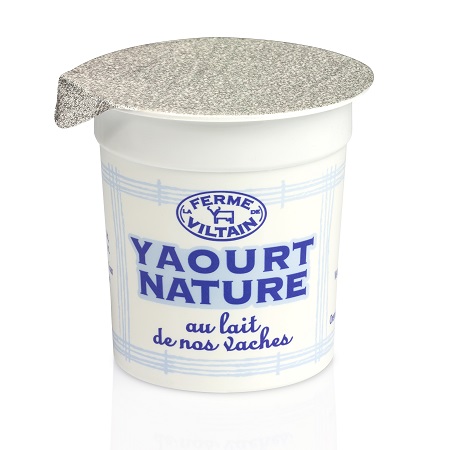 LA FERME DE
VILTAIN
YAOURT
NATURE
au lait
de nos vaches